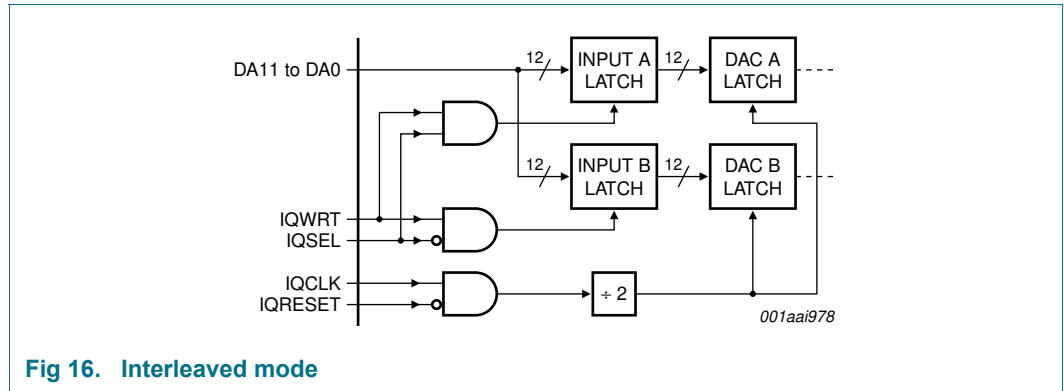 DA11 to DA0
12
INPUT A
LATCH
12
DAC A
LATCH
12
INPUT B
LATCH
12
DAC B
LATCH
IQWRT
IQSEL
IQCLK
IQRESET
÷ 2
001aai978
Fig 16. Interleaved mode